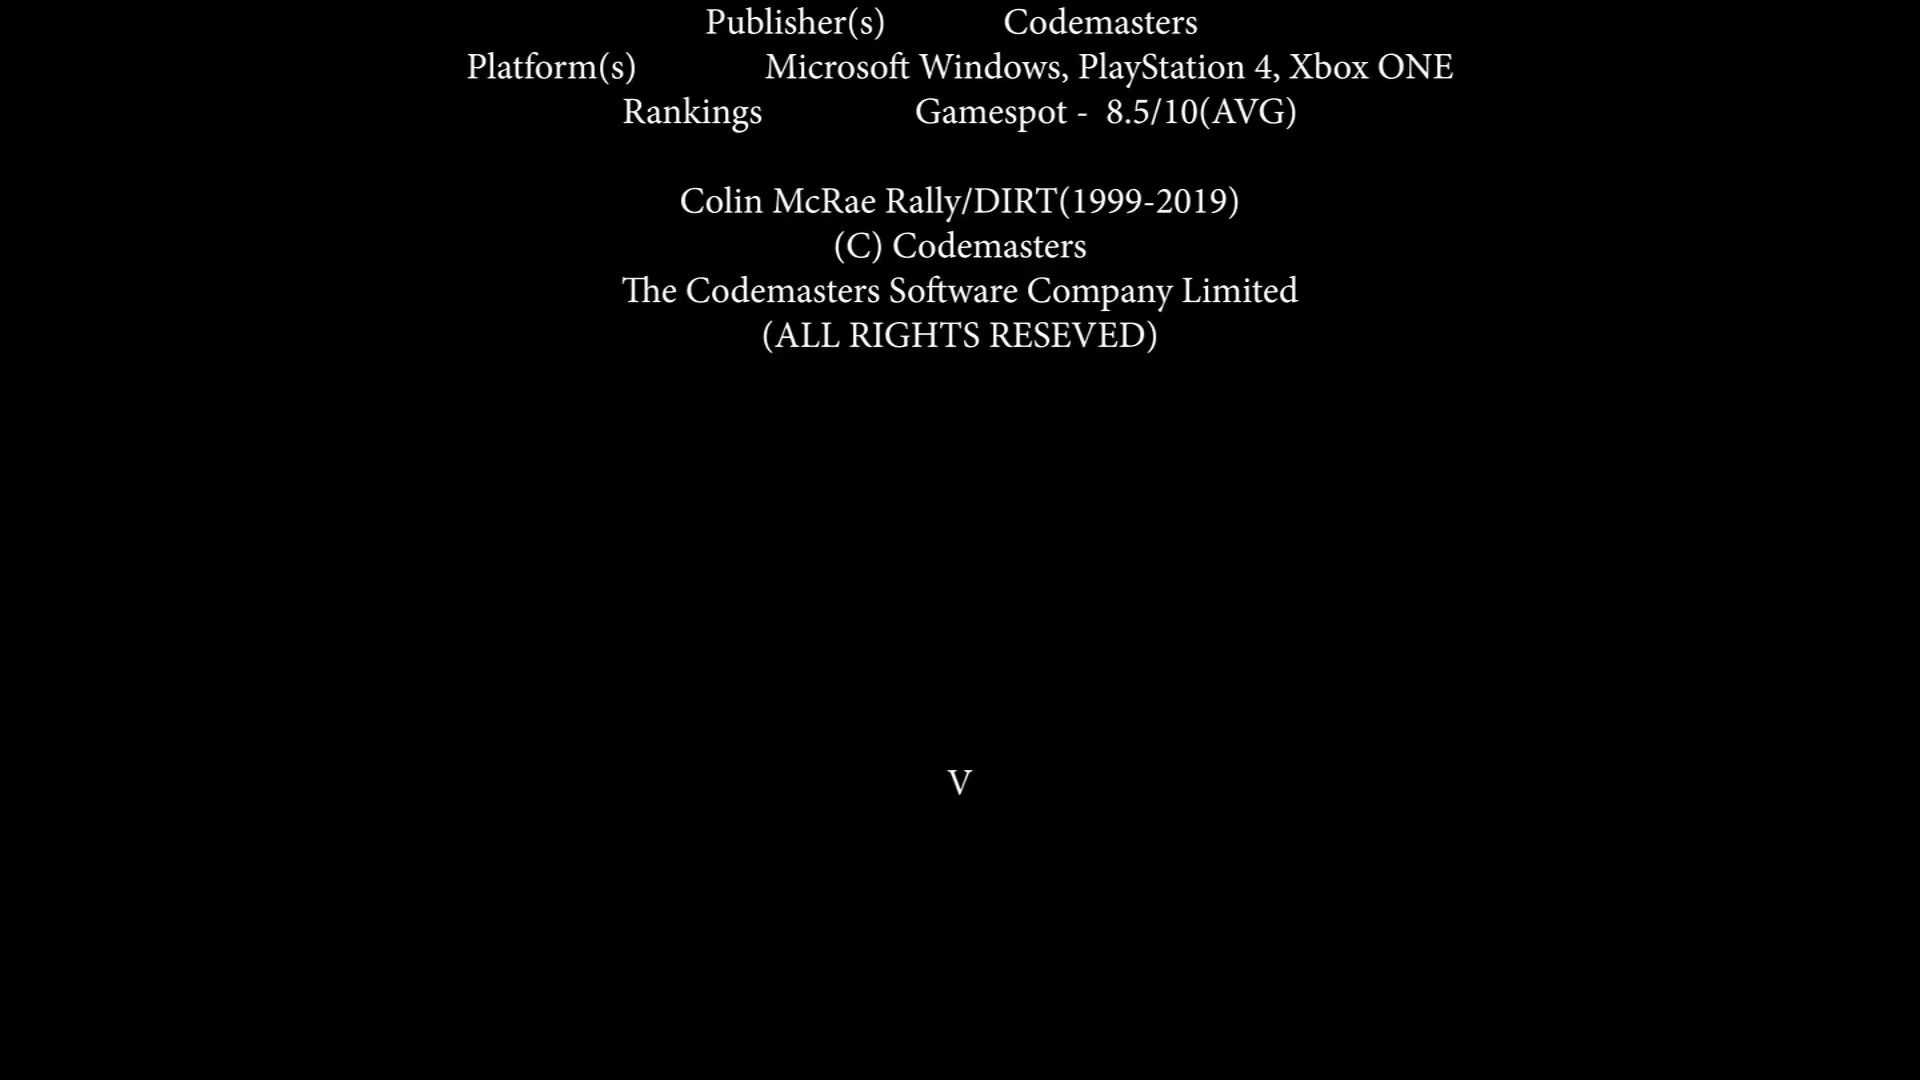 Publisher(s) Codemasters
Platform(s) Microsoft Windows, PlayStation 4, Xbox ONE
Rankings Gamespot - 8.5/10(AVG)
Colin McRae Rally/DIRT(1999-2019)
(C) Codemasters
The Codemasters Software Company Limited
(ALL RIGHTS RESEVED)
V